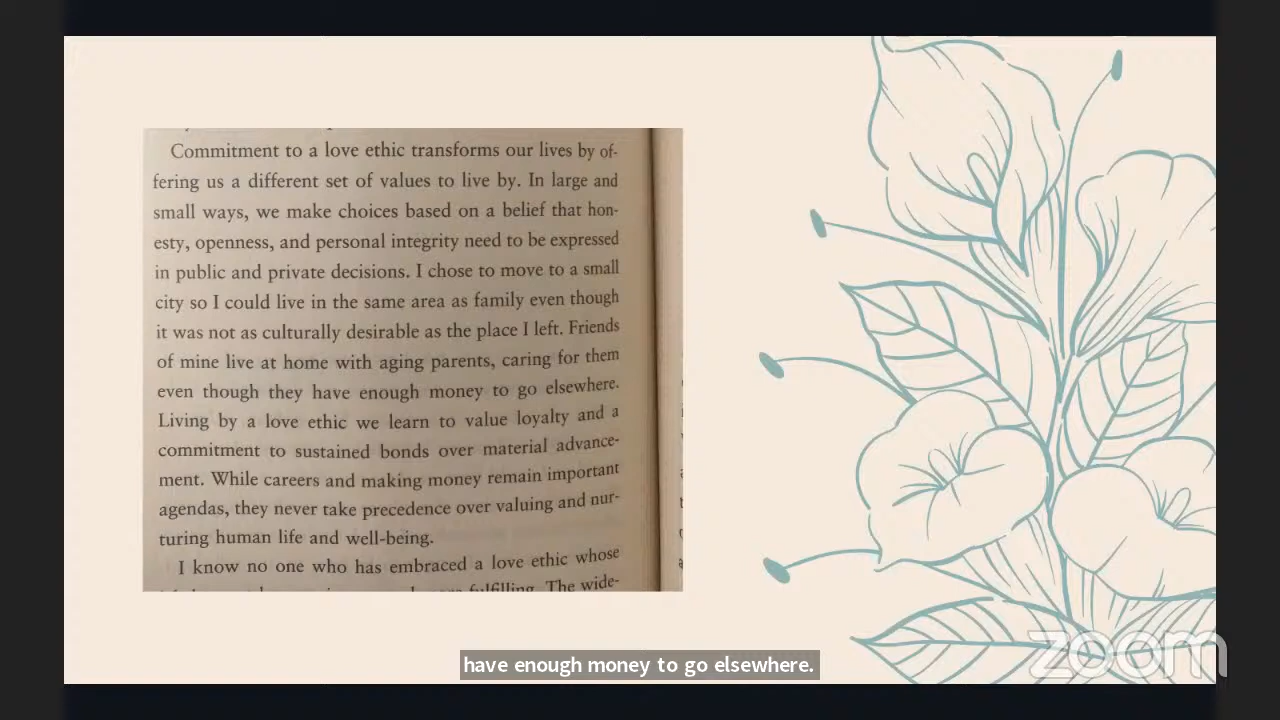 Commitment to a love ethic transforms our lives by of-
fering us a different set of values to live by. In large and
small ways, we make choices based on a belief that hon-
esty, openness, and personal integrity need to be expressed
in public and private decisions. I chose to move to a small
city so I could live in the same area as family even though
it was not as culturally desirable as the place I left. Friends
of mine live at home with aging parents, caring for them
even though they have enough money to go elsewhere.
Living by a love ethic we learn to value loyalty and a
commitment to sustained bonds over material advance-
ment. While careers and making money remain important
agendas, they never take precedence over valuing and nur-
turing human life and well-being.
I know no one who has embraced a love ethic whose
fulfilling. The wide-
have enough money to go elsewhere.
zoom